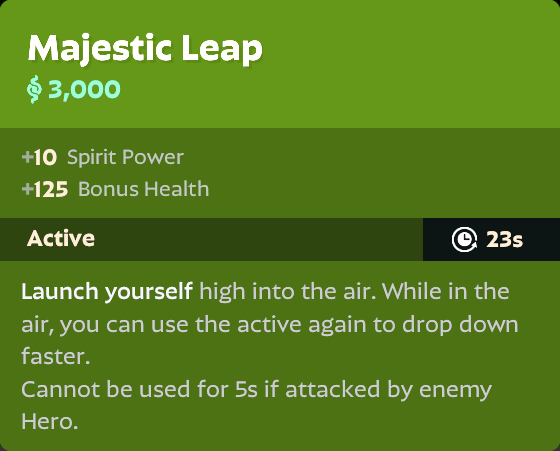 Majestic Leap
3,000
+10 Spirit Power
+125 Bonus Health
Active 23s
Launch yourself high into the air. While in the
air, you can use the active again to drop down
faster.
Cannot be used for 5s if attacked by enemy
Hero.